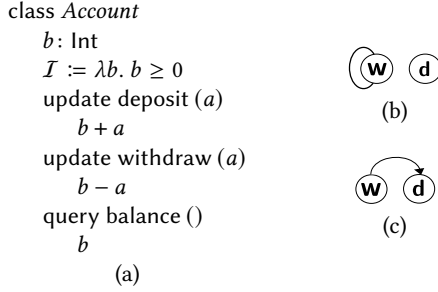 class Account
b: Int
I := λb. b ≥ 0
update deposit (a)
b + a
update withdraw (a)
b − a
query balance ()
b
(a)
w d
(b)
w d
(c)